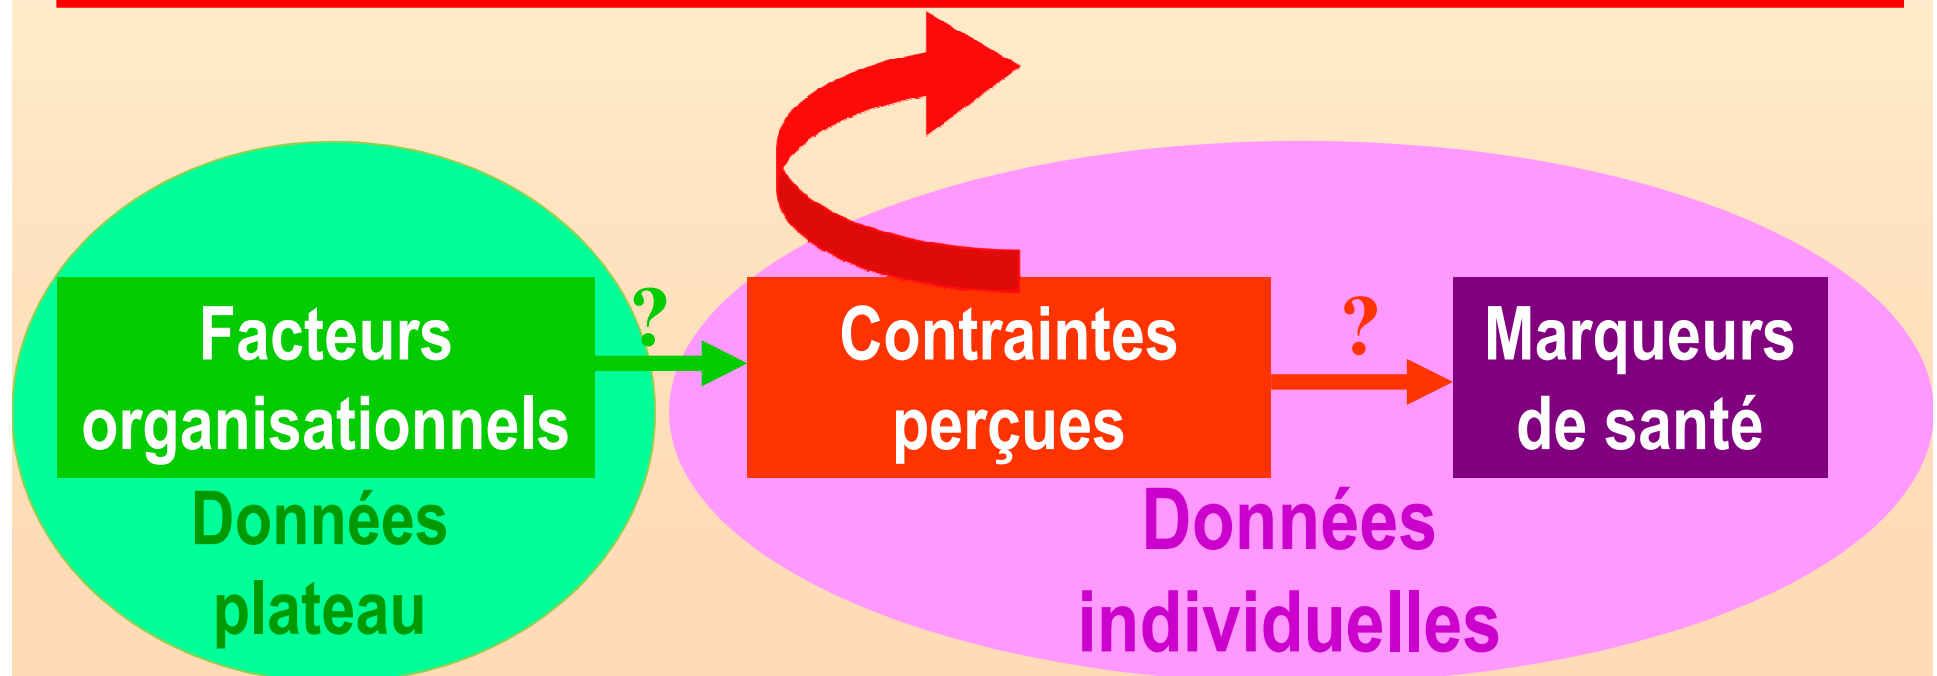 Facteurs
organisationnels
?
Contraintes
perçues
?
Marqueurs
de santé
Données
plateau
Données
individuelles